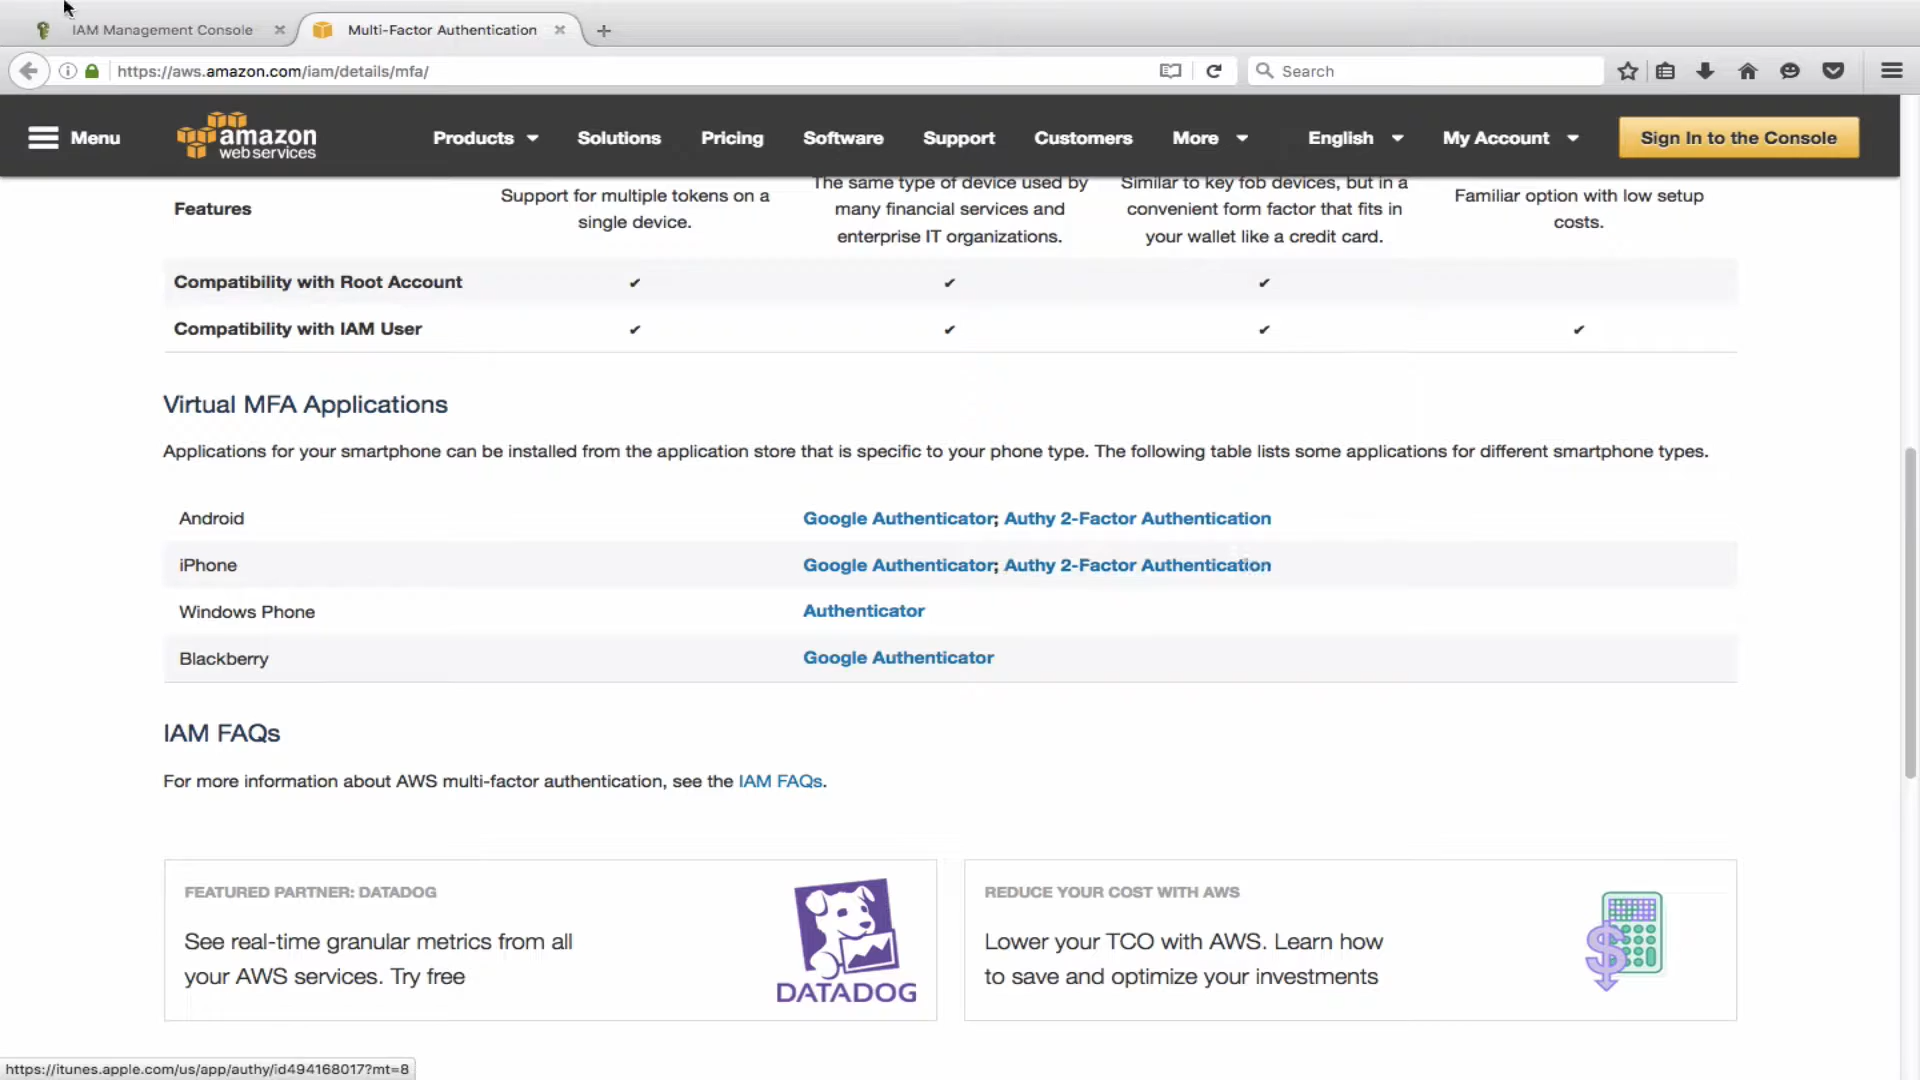 IAM Management Console
Multi-Factor Authentication
https://aws.amazon.com/iam/details/mfa/
Search
Menu
amazon
web services
Products
Solutions
Pricing
Software
Support
Customers
More
English
My Account
Sign In to the Console
Features
Support for multiple tokens on a
single device.
The same type of device used by
many financial services and
enterprise IT organizations.
Similar to key fob devices, but in a
convenient form factor that fits in
your wallet like a credit card.
Familiar option with low setup
costs.
Compatibility with Root Account ✔ ✔ ✔
Compatibility with IAM User ✔ ✔ ✔ ✔
Virtual MFA Applications
Applications for your smartphone can be installed from the application store that is specific to your phone type. The following table lists some applications for different smartphone types.
Android Google Authenticator; Authy 2-Factor Authentication
iPhone Google Authenticator; Authy 2-Factor Authentication
Windows Phone Authenticator
Blackberry Google Authenticator
IAM FAQs
For more information about AWS multi-factor authentication, see the IAM FAQs.
FEATURED PARTNER: DATADOG
See real-time granular metrics from all
your AWS services. Try free
DATADOG
REDUCE YOUR COST WITH AWS
Lower your TCO with AWS. Learn how
to save and optimize your investments
$
https://itunes.apple.com/us/app/authy/id494168017?mt=8